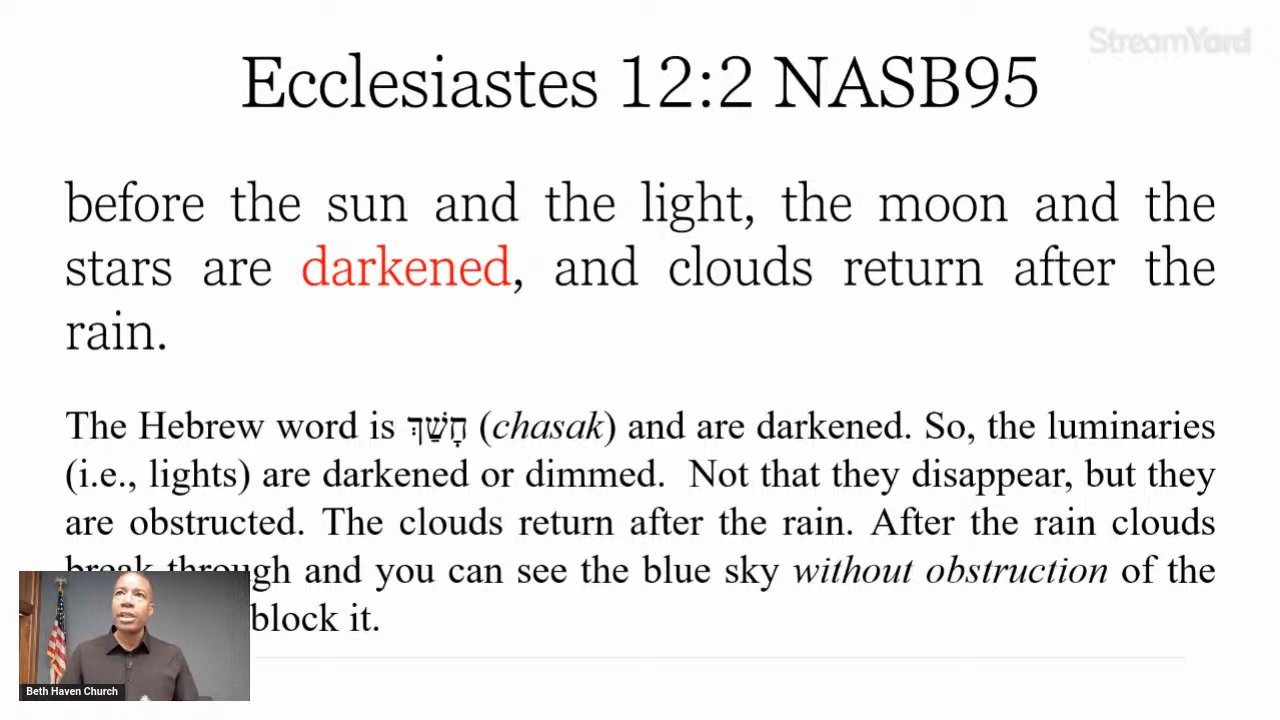 StreamYard
Ecclesiastes 12:2 NASB95
before the sun and the light, the moon and the
stars are darkened, and clouds return after the
rain.
The Hebrew word is חָשַׁךְ (chasak) and are darkened. So, the luminaries
(i.e., lights) are darkened or dimmed. Not that they disappear, but they
are obstructed. The clouds return after the rain. After the rain clouds
break through and you can see the blue sky without obstruction of the
block it.
Beth Haven Church